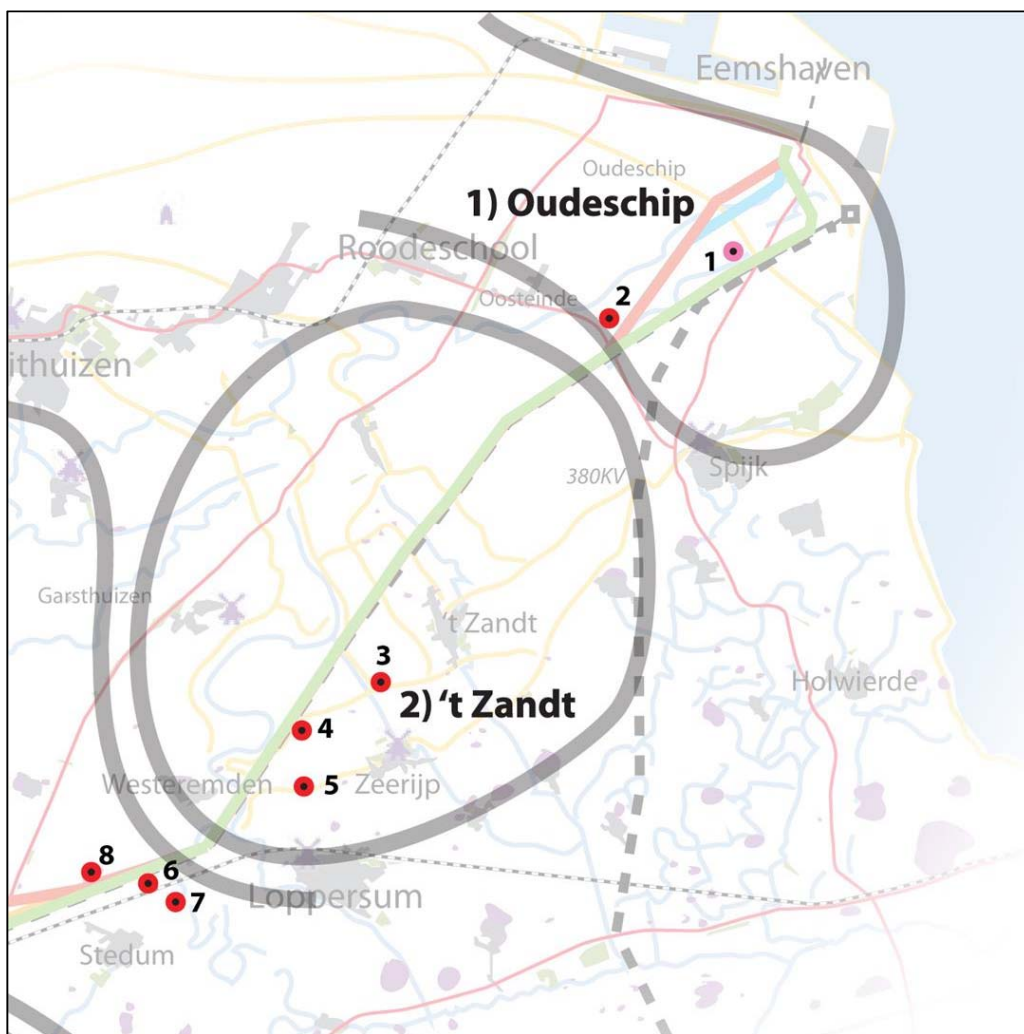 Eemshaven
Oudeschip
1) Oudeschip
Roodeschool
1
Oosteinde
2
ithuizen
380KV
Spijk
Garsthuizen
't Zandt
3
2) ‘t Zandt
Holwierde
4
Westeremden
5
Zeerijp
8
6
7
Loppersum
Stedum